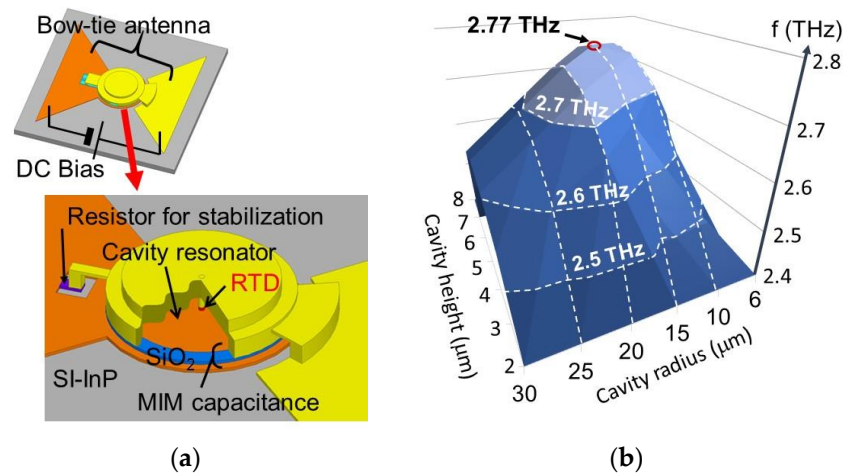 Bow-tie antenna
DC Bias
Resistor for stabilization
Cavity resonator
RTD
SiO2
SI-InP
MIM capacitance
(a)
2.77 THz
f (THz)
2.8
2.7
2.6
2.5
2.4
2.7 THz
2.6 THz
2.5 THz
8
7
6
5
4
3
2
Cavity height (μm)
30
25
20
15
10
6
Cavity radius (μm)
(b)